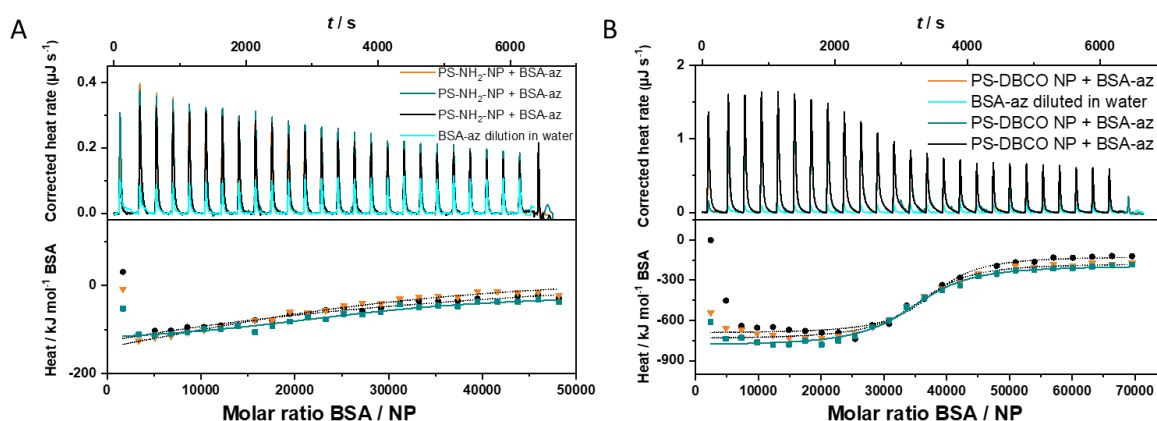 A
t / s
0 2000 4000 6000
Corrected heat rate (µJ s⁻¹)
0.4
0.2
0.0
PS-NH₂-NP + BSA-az
PS-NH₂-NP + BSA-az
PS-NH₂-NP + BSA-az
BSA-az dilution in water
Heat / kJ mol⁻¹ BSA
0
-200
0 10000 20000 30000 40000 50000
Molar ratio BSA / NP
B
t / s
0 2000 4000 6000
Corrected heat rate (µJ s⁻¹)
2
1
0
PS-DBCO NP + BSA-az
BSA-az diluted in water
PS-DBCO NP + BSA-az
PS-DBCO NP + BSA-az
Heat / kJ mol⁻¹ BSA
0
-300
-600
-900
0 10000 20000 30000 40000 50000 60000 70000
Molar ratio BSA / NP